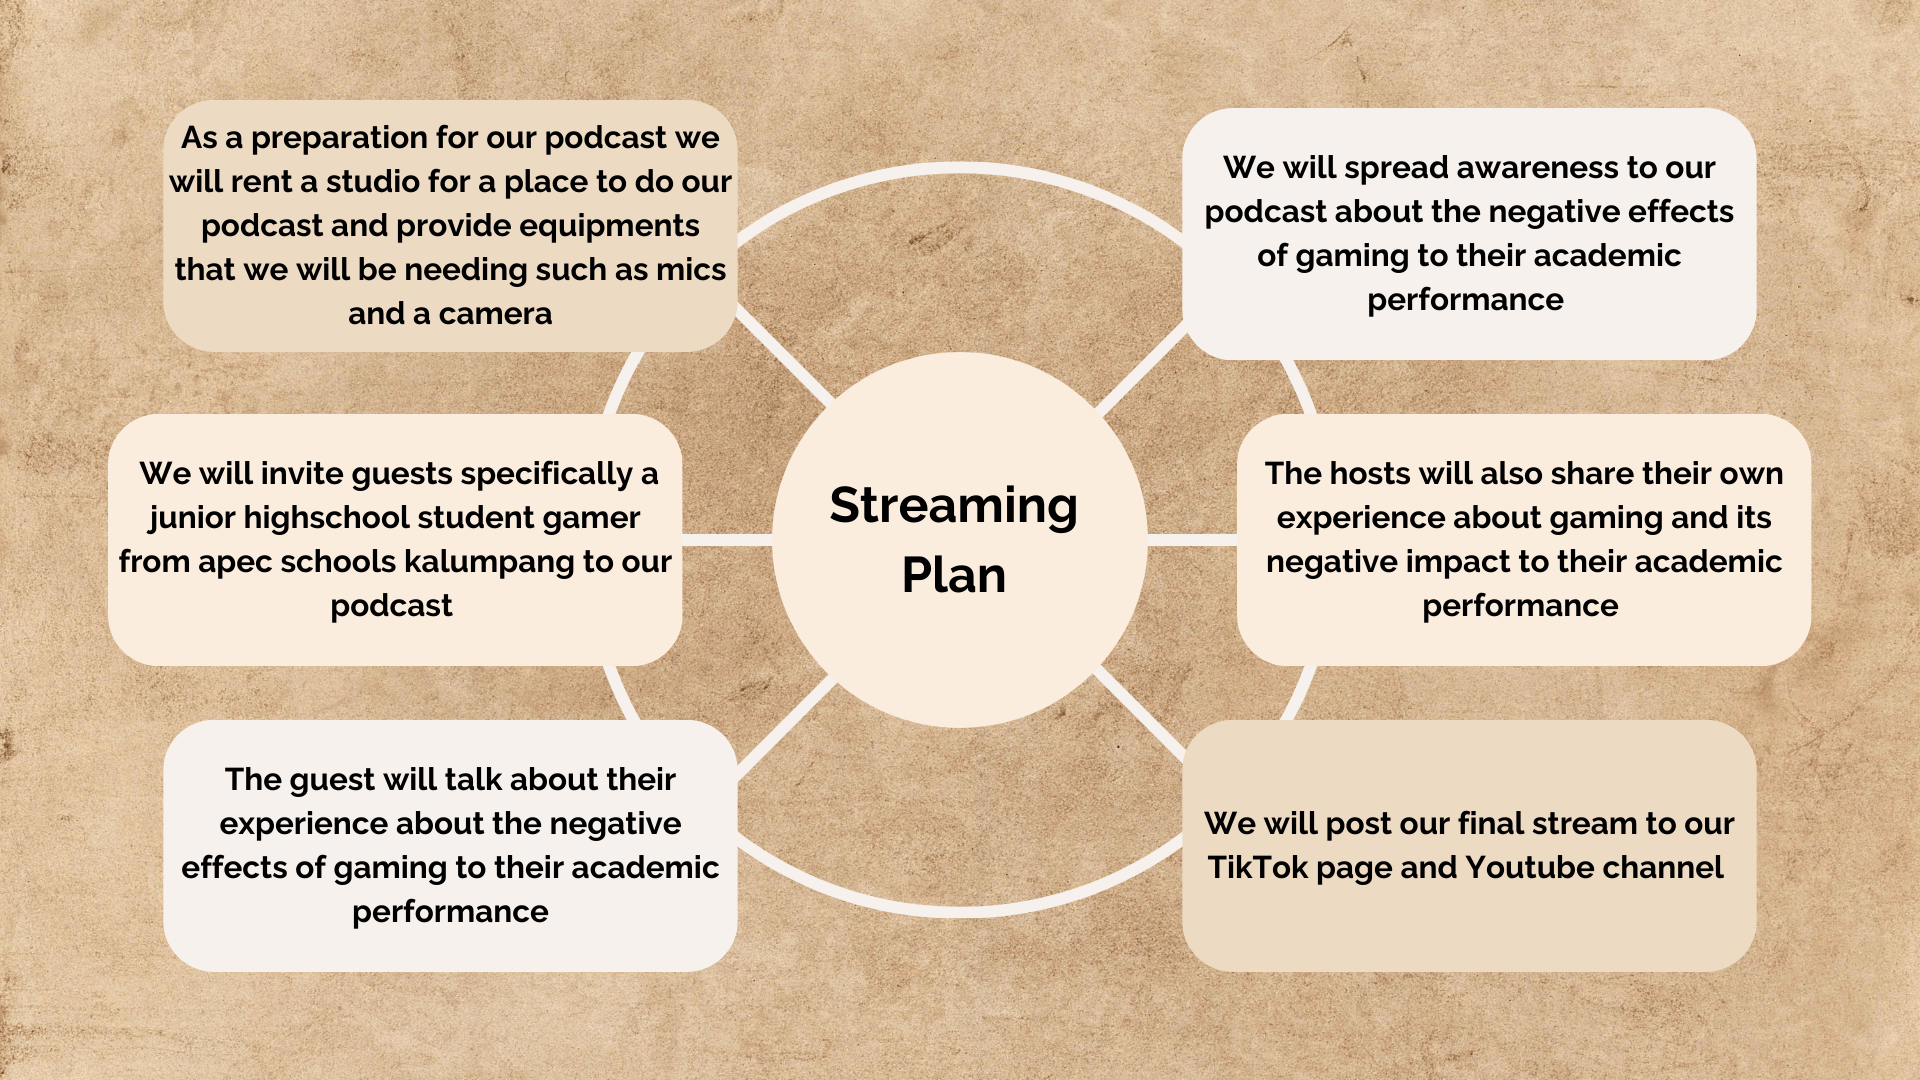 As a preparation for our podcast we
will rent a studio for a place to do our
podcast and provide equipments
that we will be needing such as mics
and a camera
We will invite guests specifically a
junior highschool student gamer
from apec schools kalumpang to our
podcast
The guest will talk about their
experience about the negative
effects of gaming to their academic
performance
Streaming
Plan
We will spread awareness to our
podcast about the negative effects
of gaming to their academic
performance
The hosts will also share their own
experience about gaming and its
negative impact to their academic
performance
We will post our final stream to our
TikTok page and Youtube channel